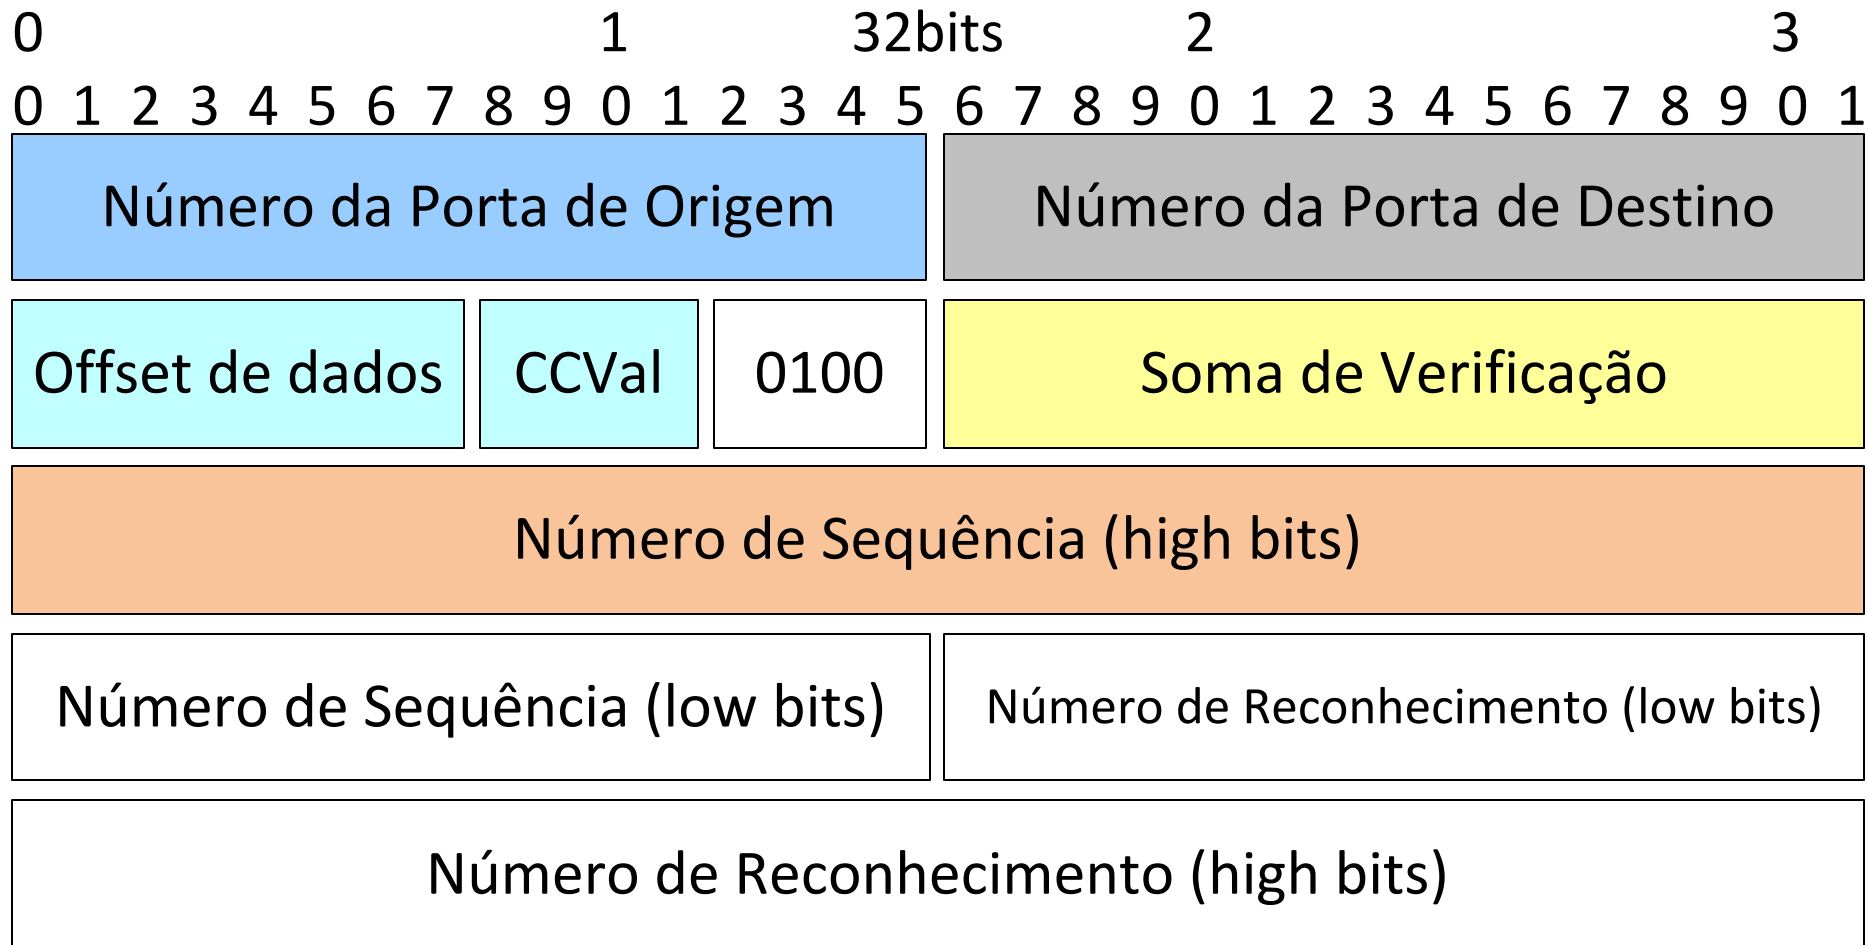 0 1 32bits 2 3
0 1 2 3 4 5 6 7 8 9 0 1 2 3 4 5 6 7 8 9 0 1 2 3 4 5 6 7 8 9 0 1
Número da Porta de Origem Número da Porta de Destino
Offset de dados CCVal 0100 Soma de Verificação
Número de Sequência (high bits)
Número de Sequência (low bits) Número de Reconhecimento (low bits)
Número de Reconhecimento (high bits)